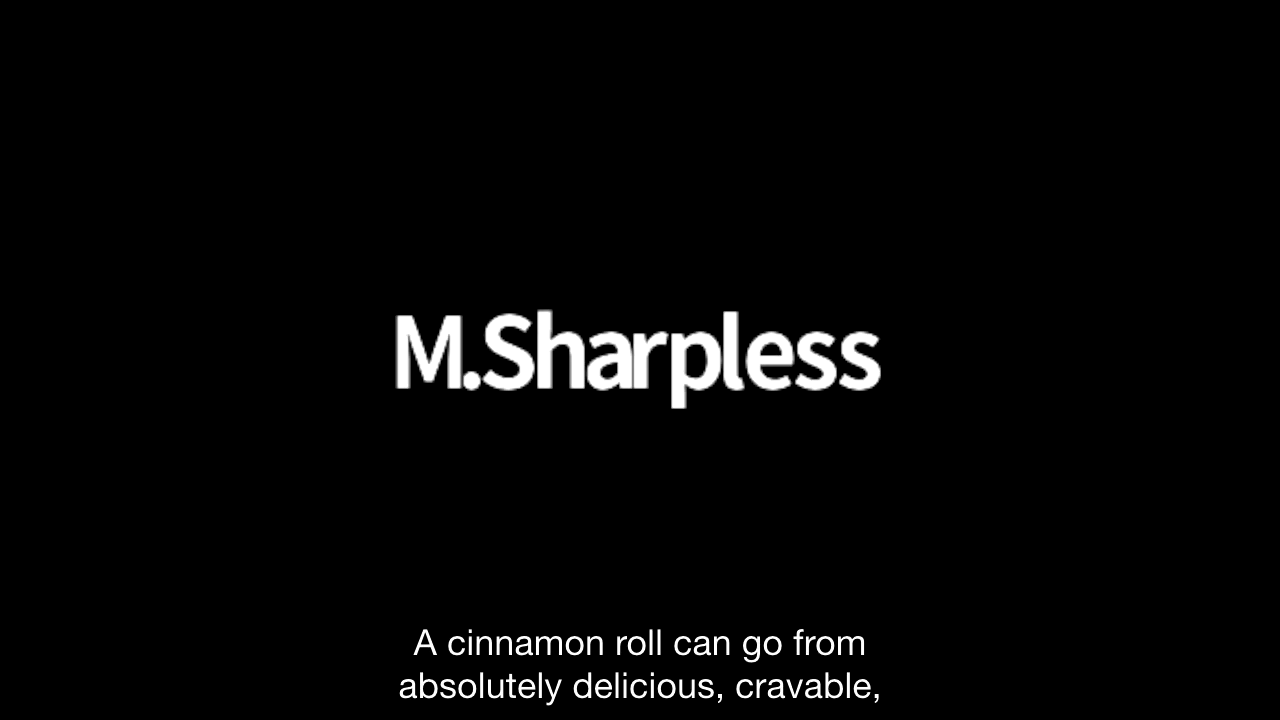 M.Sharpless
A cinnamon roll can go from
absolutely delicious, cravable,